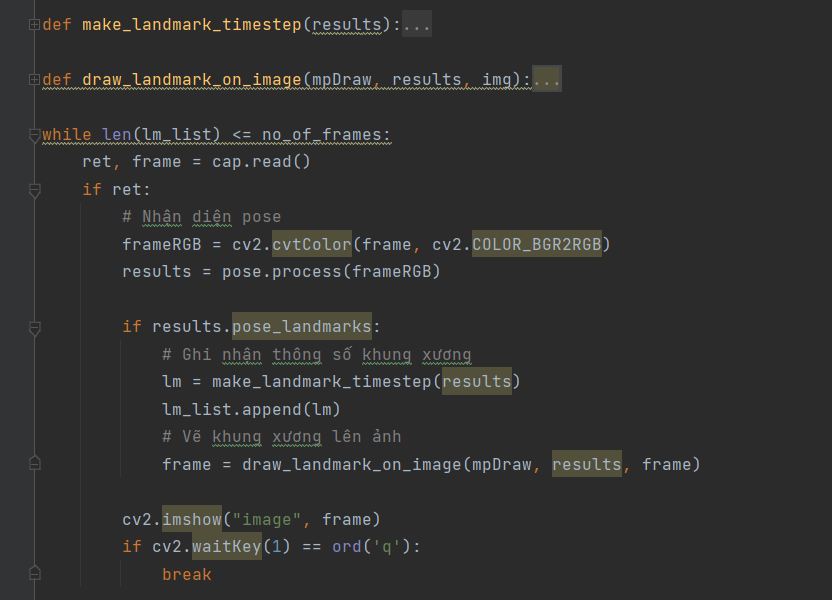 def make_landmark_timestep(results):...
def draw_landmark_on_image(mpDraw, results, img):...
while len(lm_list) <= no_of_frames:
    ret, frame = cap.read()
    if ret:
        # Nhận diện pose
        frameRGB = cv2.cvtColor(frame, cv2.COLOR_BGR2RGB)
        results = pose.process(frameRGB)
        if results.pose_landmarks:
            # Ghi nhận thông số khung xương
            lm = make_landmark_timestep(results)
            lm_list.append(lm)
            # Vẽ khung xương lên ảnh
            frame = draw_landmark_on_image(mpDraw, results, frame)
        cv2.imshow("image", frame)
        if cv2.waitKey(1) == ord('q'):
            break